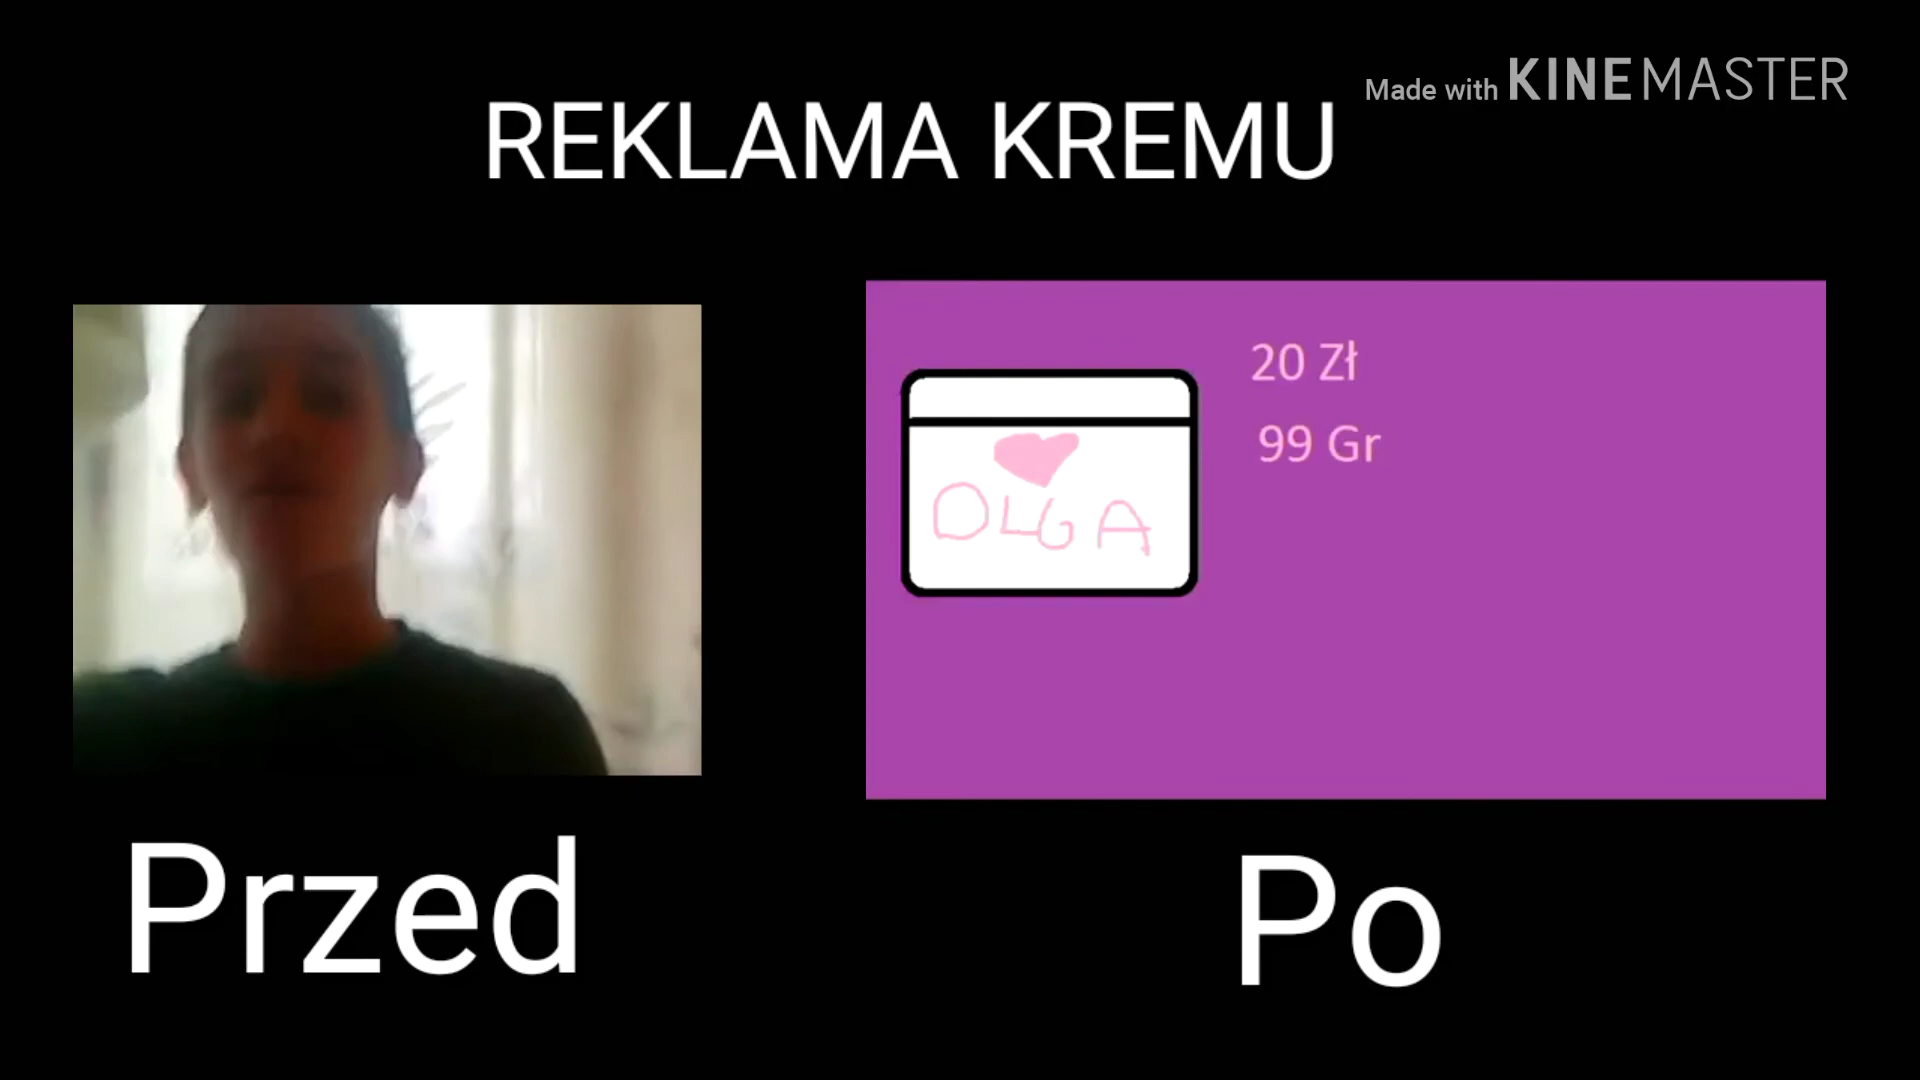 Made with KINEMASTER
REKLAMA KREMU
20 Zł
99 Gr
OLGA
Przed
Po